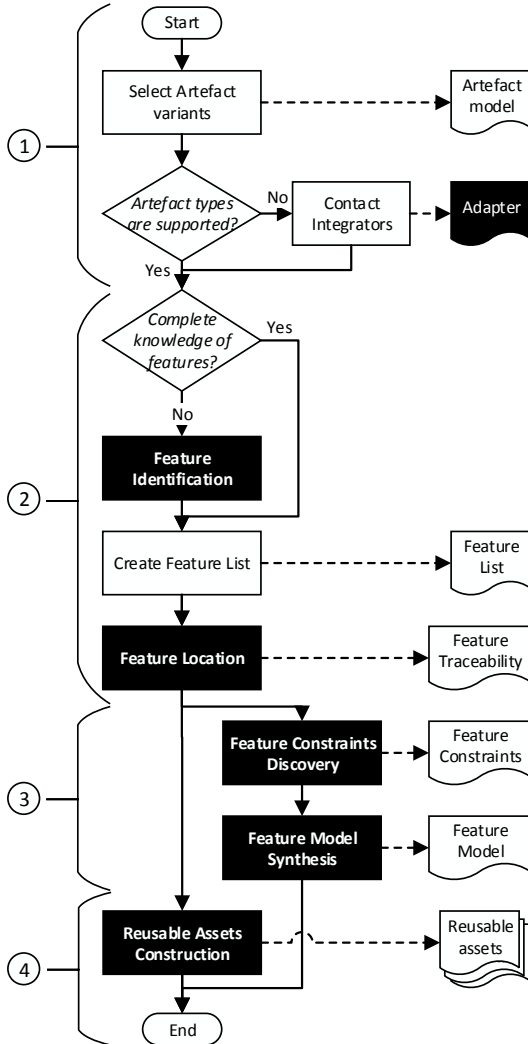 Start
Select Artefact
variants
Artefact
model
1
Artefact types
are supported?
No
Contact
Integrators
Adapter
Yes
Complete
knowledge of
features?
Yes
No
Feature
Identification
2
Create Feature List
Feature
List
Feature Location
Feature
Traceability
Feature Constraints
Discovery
Feature
Constraints
3
Feature Model
Synthesis
Feature
Model
Reusable Assets
Construction
Reusable
assets
4
End